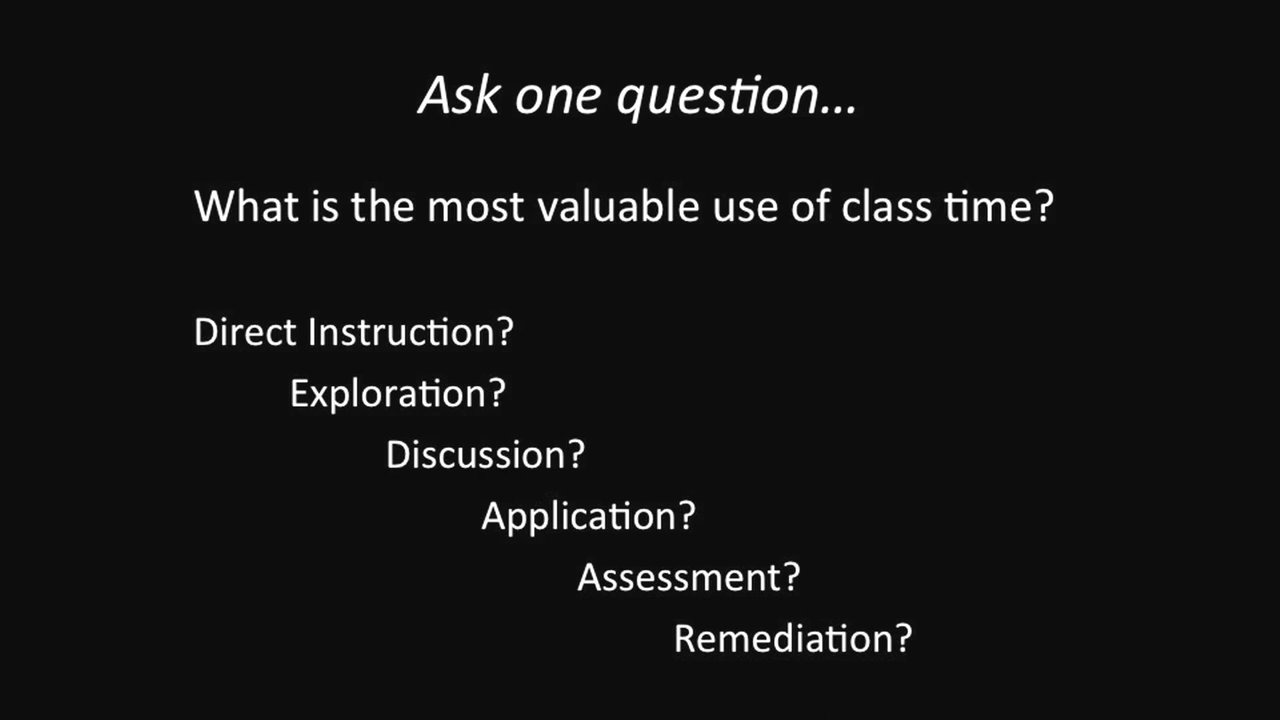 Ask one question...
What is the most valuable use of class time?
Direct Instruction?
Exploration?
Discussion?
Application?
Assessment?
Remediation?